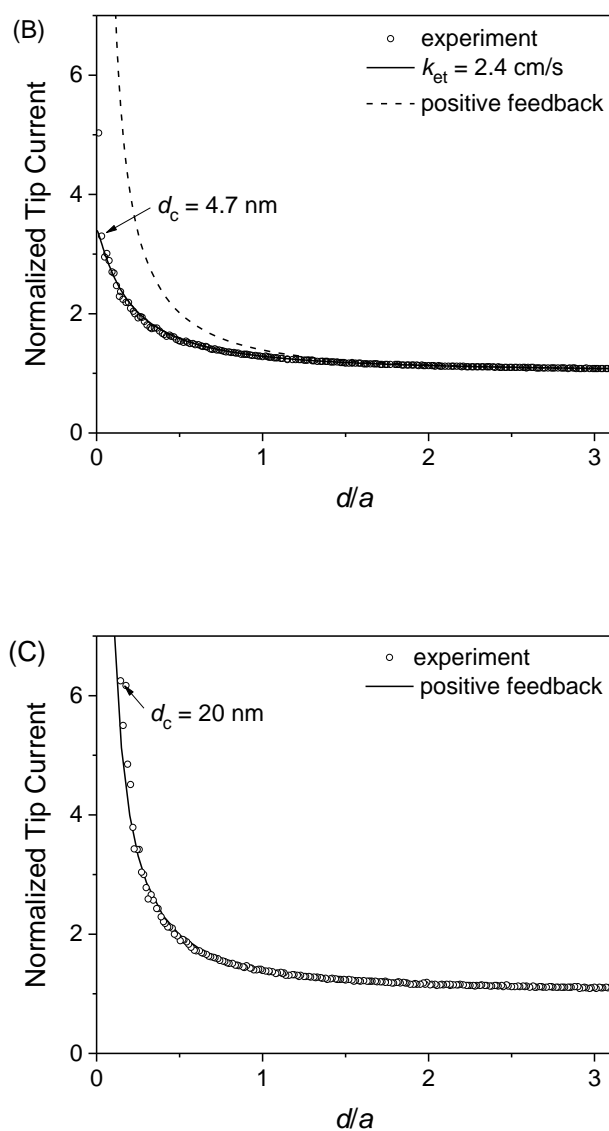 (B)
experiment
k_et = 2.4 cm/s
positive feedback
d_c = 4.7 nm
Normalized Tip Current
6
4
2
0
0 1 2 3
d/a
(C)
experiment
positive feedback
d_c = 20 nm
Normalized Tip Current
6
4
2
0
0 1 2 3
d/a